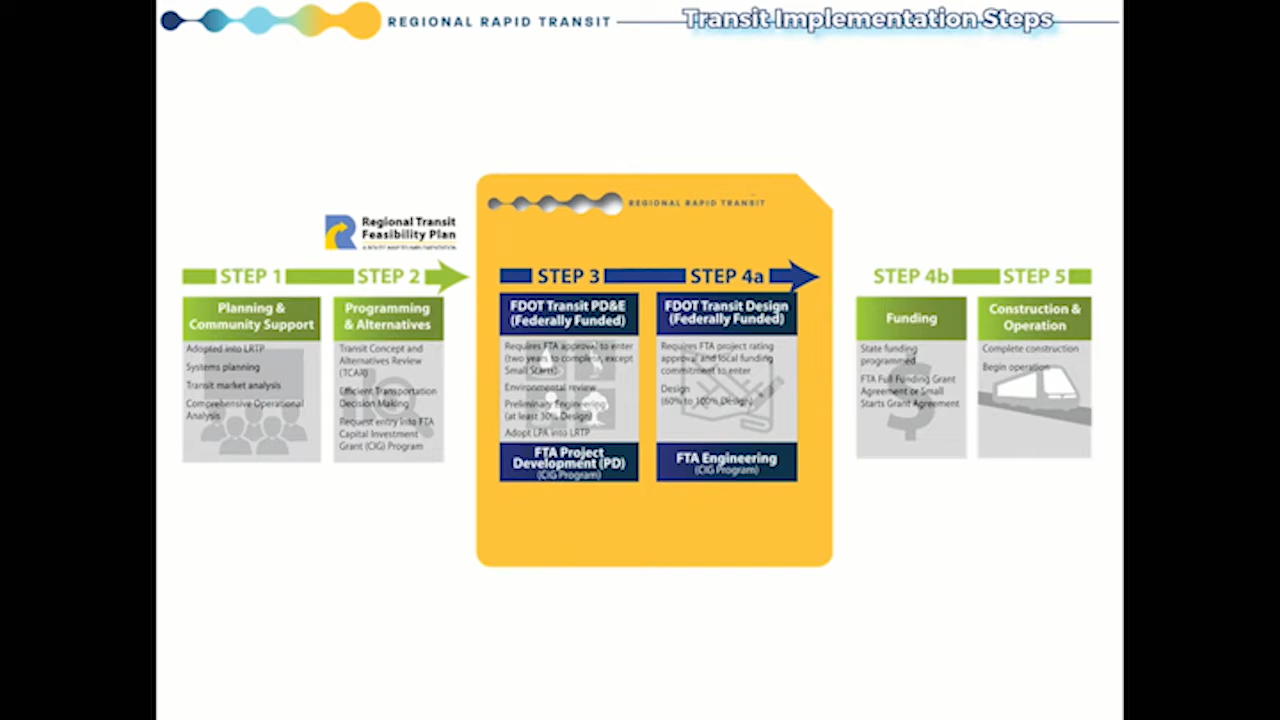 REGIONAL RAPID TRANSIT
Transit Implementation Steps
REGIONAL RAPID TRANSIT
Regional Transit
Feasibility Plan
STEP 1
STEP 2
STEP 3
STEP 4a
STEP 4b
STEP 5
Planning &
Community Support
Adopted into LRTP
Systems planning
Transit market analysis
Comprehensive Operational
Analysis
Programming
& Alternatives
Transit Concept and
Alternatives Review
(TCAR)
Efficient Transportation
Decision Making
Request entry into FTA
Capital Investment
Grant (CIG) Program
FDOT Transit PD&E
(Federally Funded)
Requires FTA approval to enter
(two years to complete, except
Small Starts)
Environmental review
Preliminary Engineering
(at least 30% Design)
Adopt LPA into LRTP
FTA Project
Development (PD)
(CIG Program)
FDOT Transit Design
(Federally Funded)
Requires FTA project rating
approval and local funding
commitment to enter
Design
(60% to 100% Design)
FTA Engineering
(CIG Program)
Funding
State funding
programmed
FTA Full Funding Grant
Agreement or Small
Starts Grant Agreement
Construction &
Operation
Complete construction
Begin operation